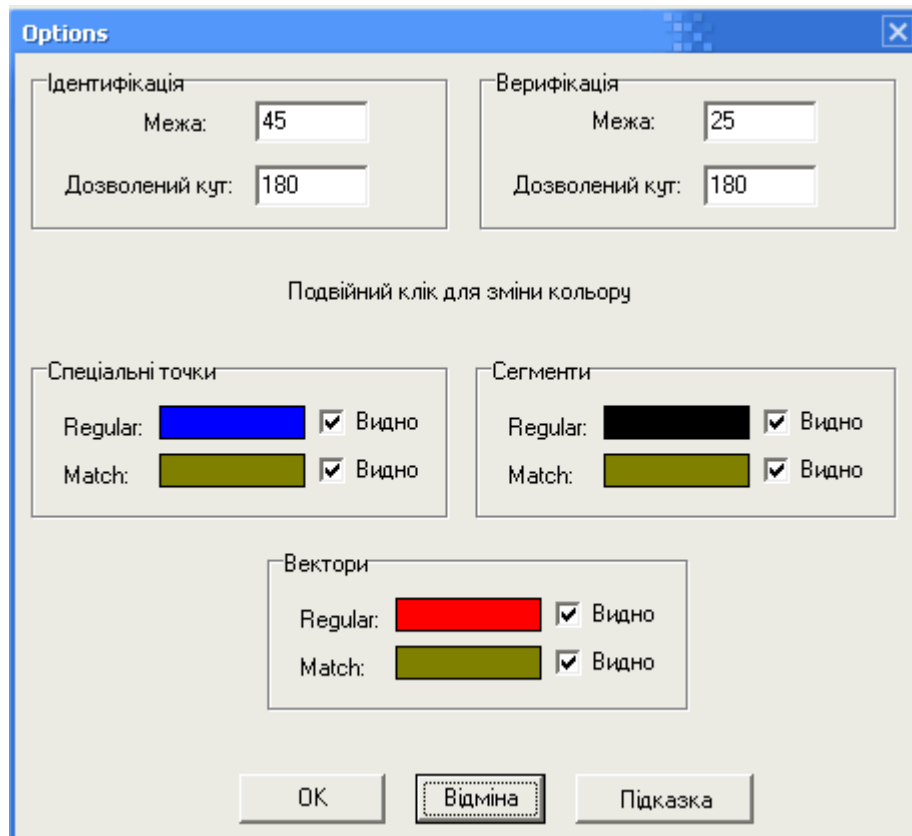 Options
Ідентифікація
Межа: 45
Дозволений кут: 180
Верифікація
Межа: 25
Дозволений кут: 180
Подвійний клік для зміни кольору
Спеціальні точки
Regular: Видно
Match: Видно
Сегменти
Regular: Видно
Match: Видно
Вектори
Regular: Видно
Match: Видно
OK Відміна Підказка